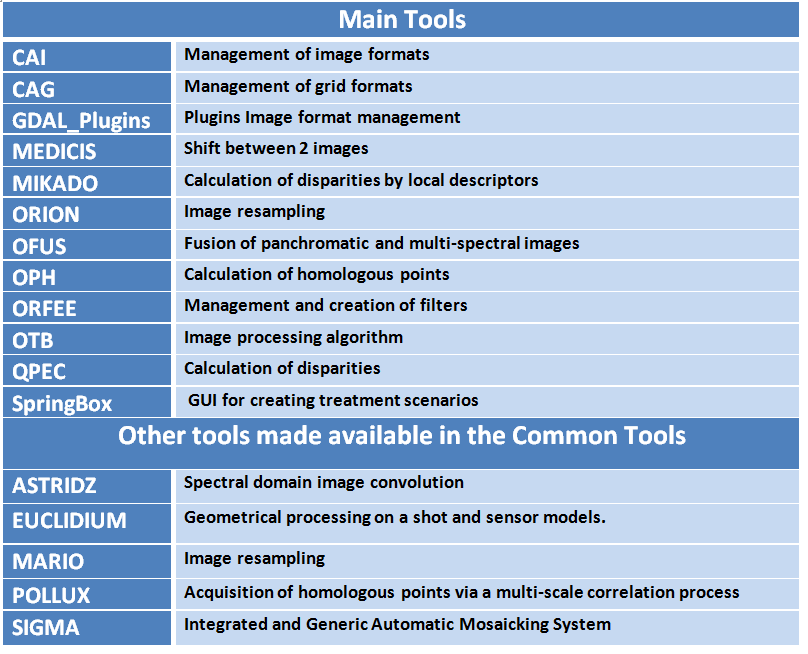 Main Tools
CAI Management of image formats
CAG Management of grid formats
GDAL_Plugins Plugins Image format management
MEDICIS Shift between 2 images
MIKADO Calculation of disparities by local descriptors
ORION Image resampling
OFUS Fusion of panchromatic and multi-spectral images
OPH Calculation of homologous points
ORFEE Management and creation of filters
OTB Image processing algorithm
QPEC Calculation of disparities
SpringBox GUI for creating treatment scenarios
Other tools made available in the Common Tools
ASTRIDZ Spectral domain image convolution
EUCLIDIUM Geometrical processing on a shot and sensor models.
MARIO Image resampling
POLLUX Acquisition of homologous points via a multi-scale correlation process
SIGMA Integrated and Generic Automatic Mosaicking System